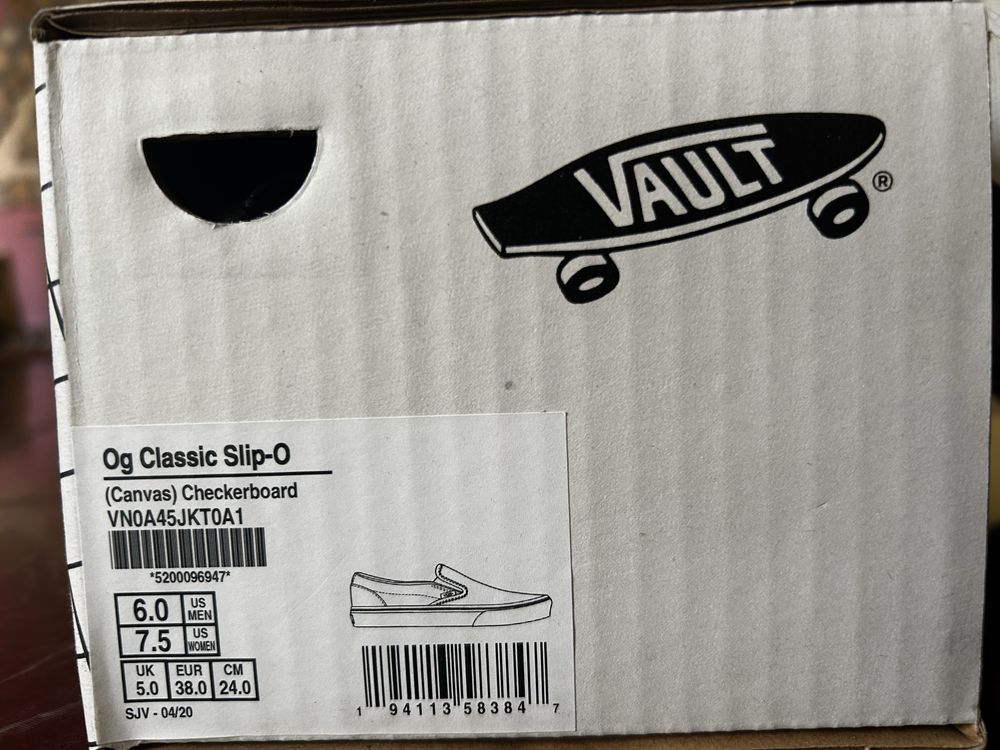 VAULT
®
Og Classic Slip-O
(Canvas) Checkerboard
VN0A45JKT0A1
*5200096947*
6.0 US MEN
7.5 US WOMEN
UK EUR CM
5.0 38.0 24.0
SJV - 04/20
1 94113 58384 7